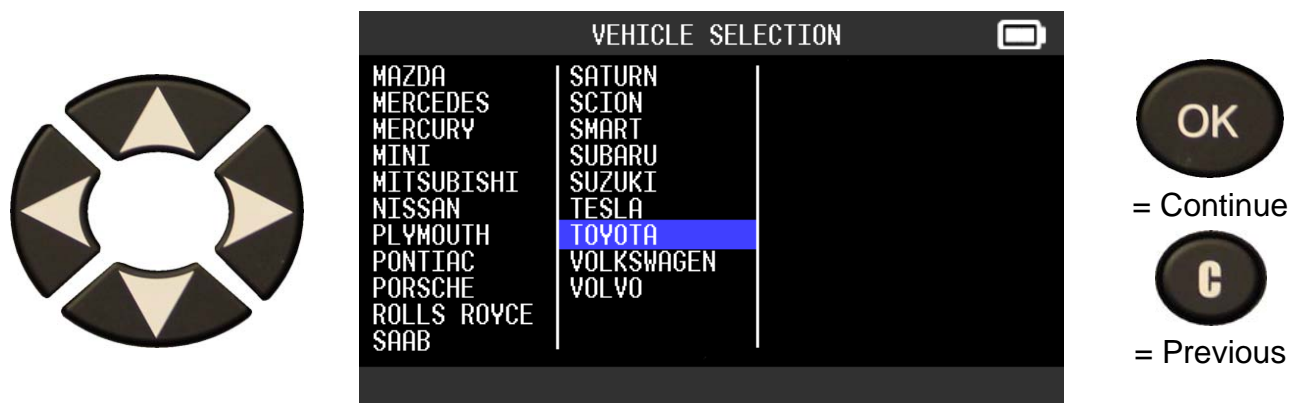 VEHICLE SELECTION
MAZDA
MERCEDES
MERCURY
MINI
MITSUBISHI
NISSAN
PLYMOUTH
PONTIAC
PORSCHE
ROLLS ROYCE
SAAB
SATURN
SCION
SMART
SUBARU
SUZUKI
TESLA
TOYOTA
VOLKSWAGEN
VOLVO
OK
= Continue
C
= Previous